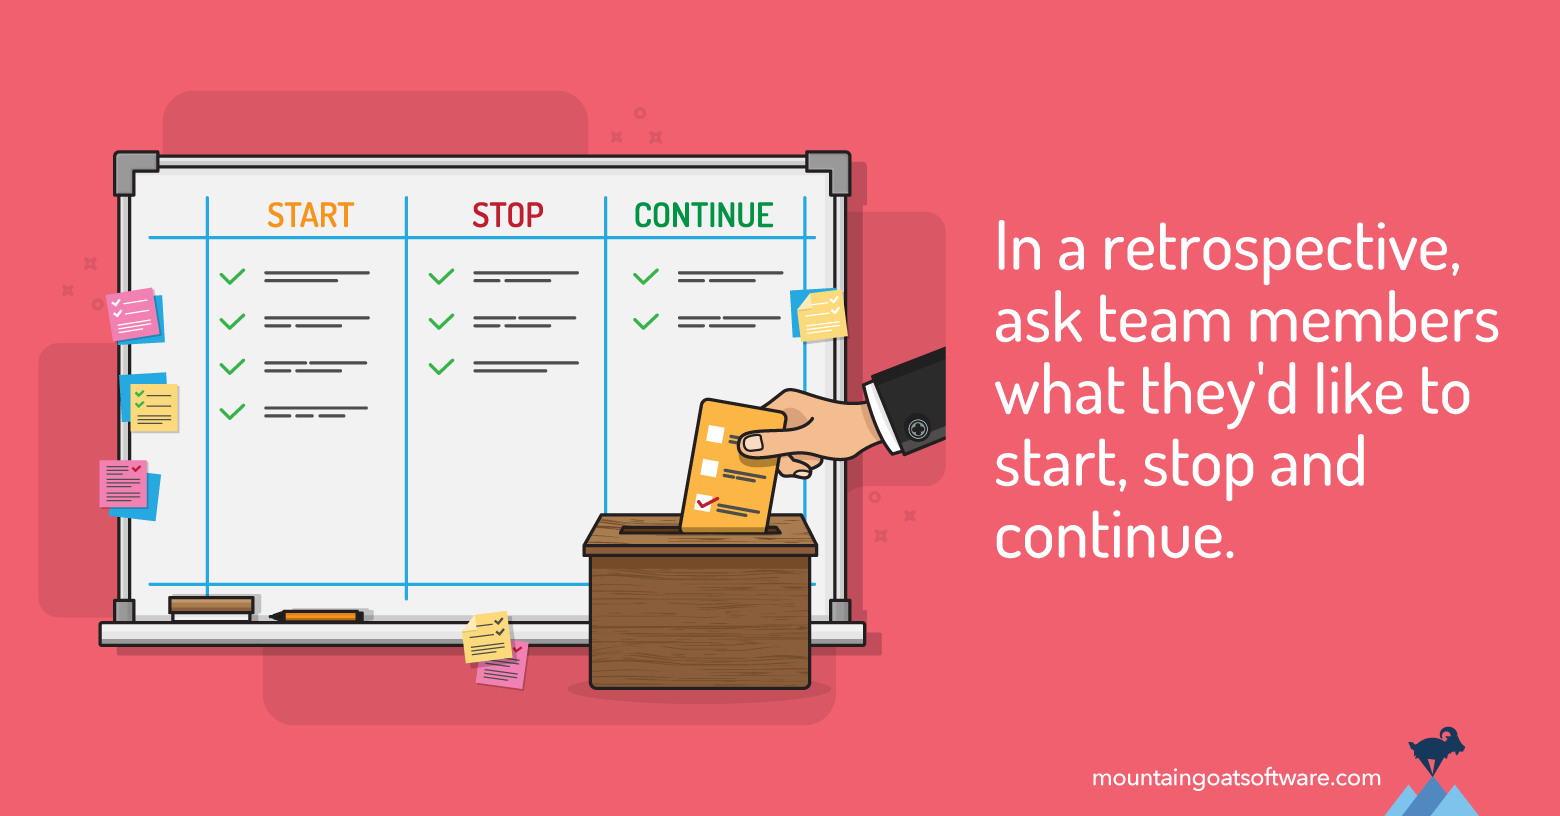 START
STOP
CONTINUE
In a retrospective,
ask team members
what they'd like to
start, stop and
continue.
mountaingoatsoftware.com